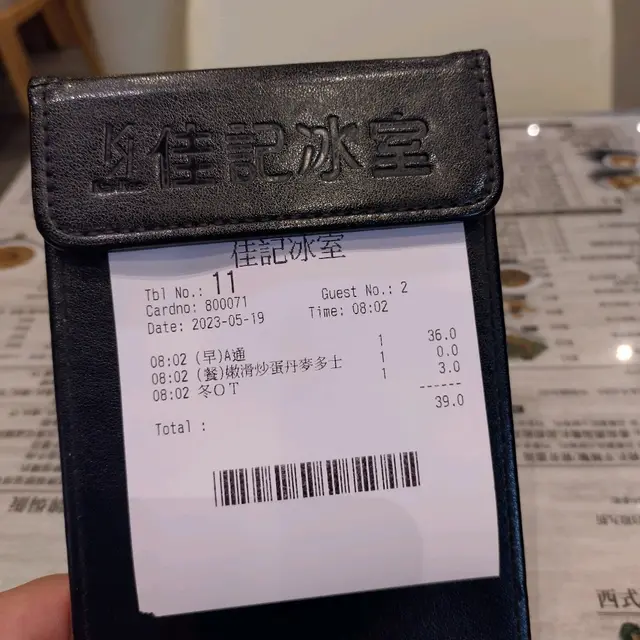 佳記冰室
佳記冰室
Tbl No.: 11
Cardno: 800071 Guest No.: 2
Date: 2023-05-19 Time: 08:02
08:02 (早)A通 1 36.0
08:02 (餐)嫩滑炒蛋丹麥多士 1 0.0
08:02 冬OT 1 3.0
------
Total : 39.0
西式